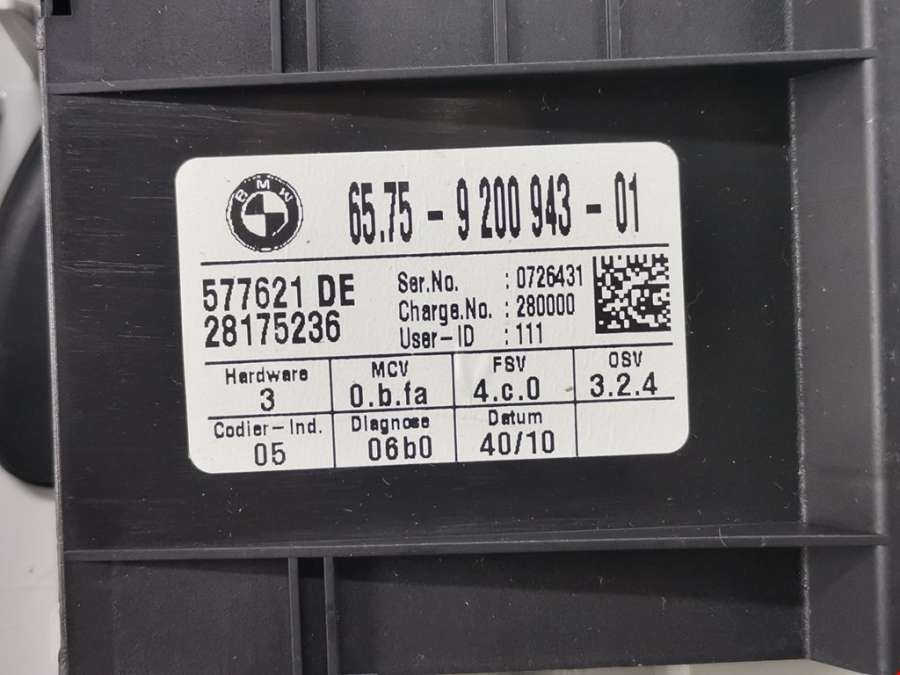 BMW
65.75 - 9 200 943 - 01
577621 DE
28175236
Ser.No. : 0726431
Charge.No. : 280000
User-ID : 111
Hardware
3
MCV
0.b.fa
FSV
4.c.0
OSV
3.2.4
Codier-Ind.
05
Diagnose
06b0
Datum
40/10